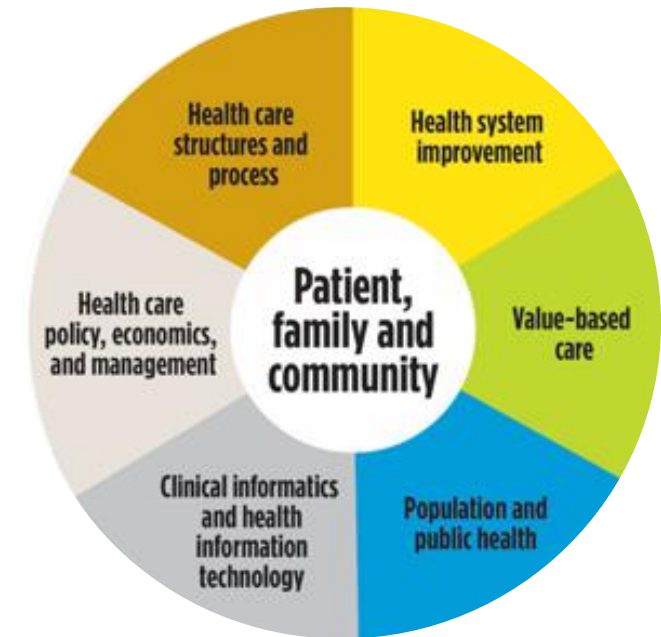 Health care
structures and
process
Health system
improvement
Health care
policy, economics,
and management
Patient,
family and
community
Value-based
care
Clinical informatics
and health
information
technology
Population and
public health